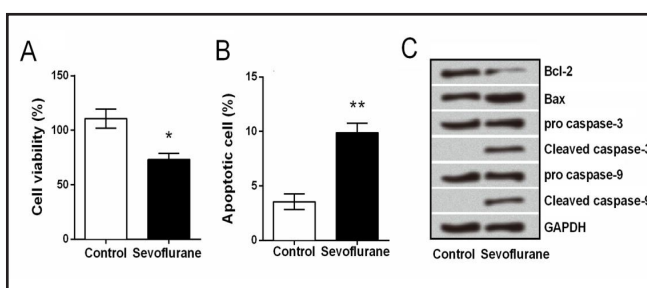 A
Cell viability (%)
150
100
50
0
*
Control Sevoflurane
B
Apoptotic cell (%)
15
10
5
0
**
Control Sevoflurane
C
Bcl-2
Bax
pro caspase-3
Cleaved caspase-3
pro caspase-9
Cleaved caspase-9
GAPDH
Control Sevoflurane